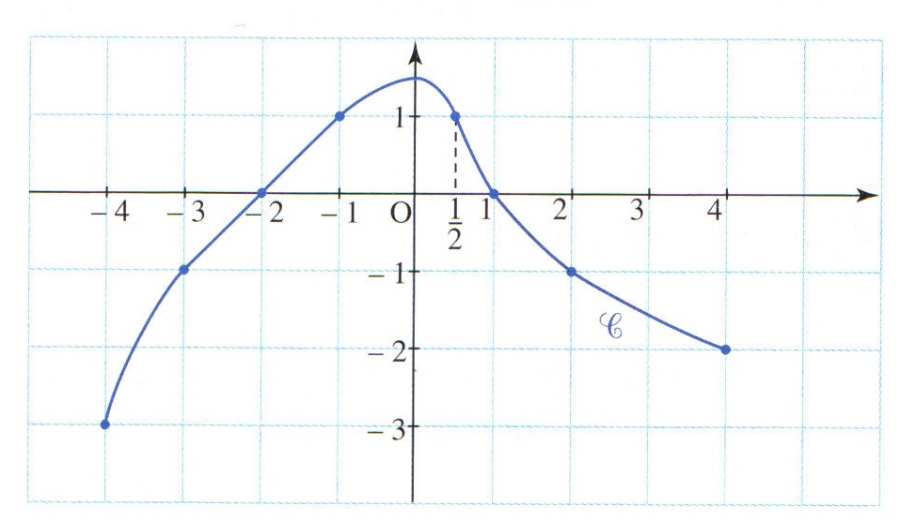 1
– 4 – 3 – 2 – 1 O 1/2 1 2 3 4
– 1
𝒞
– 2
– 3